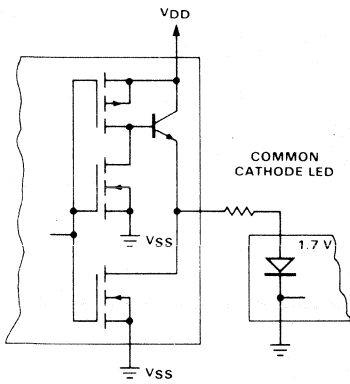 VDD
COMMON
CATHODE LED
1.7 V
VSS
VSS